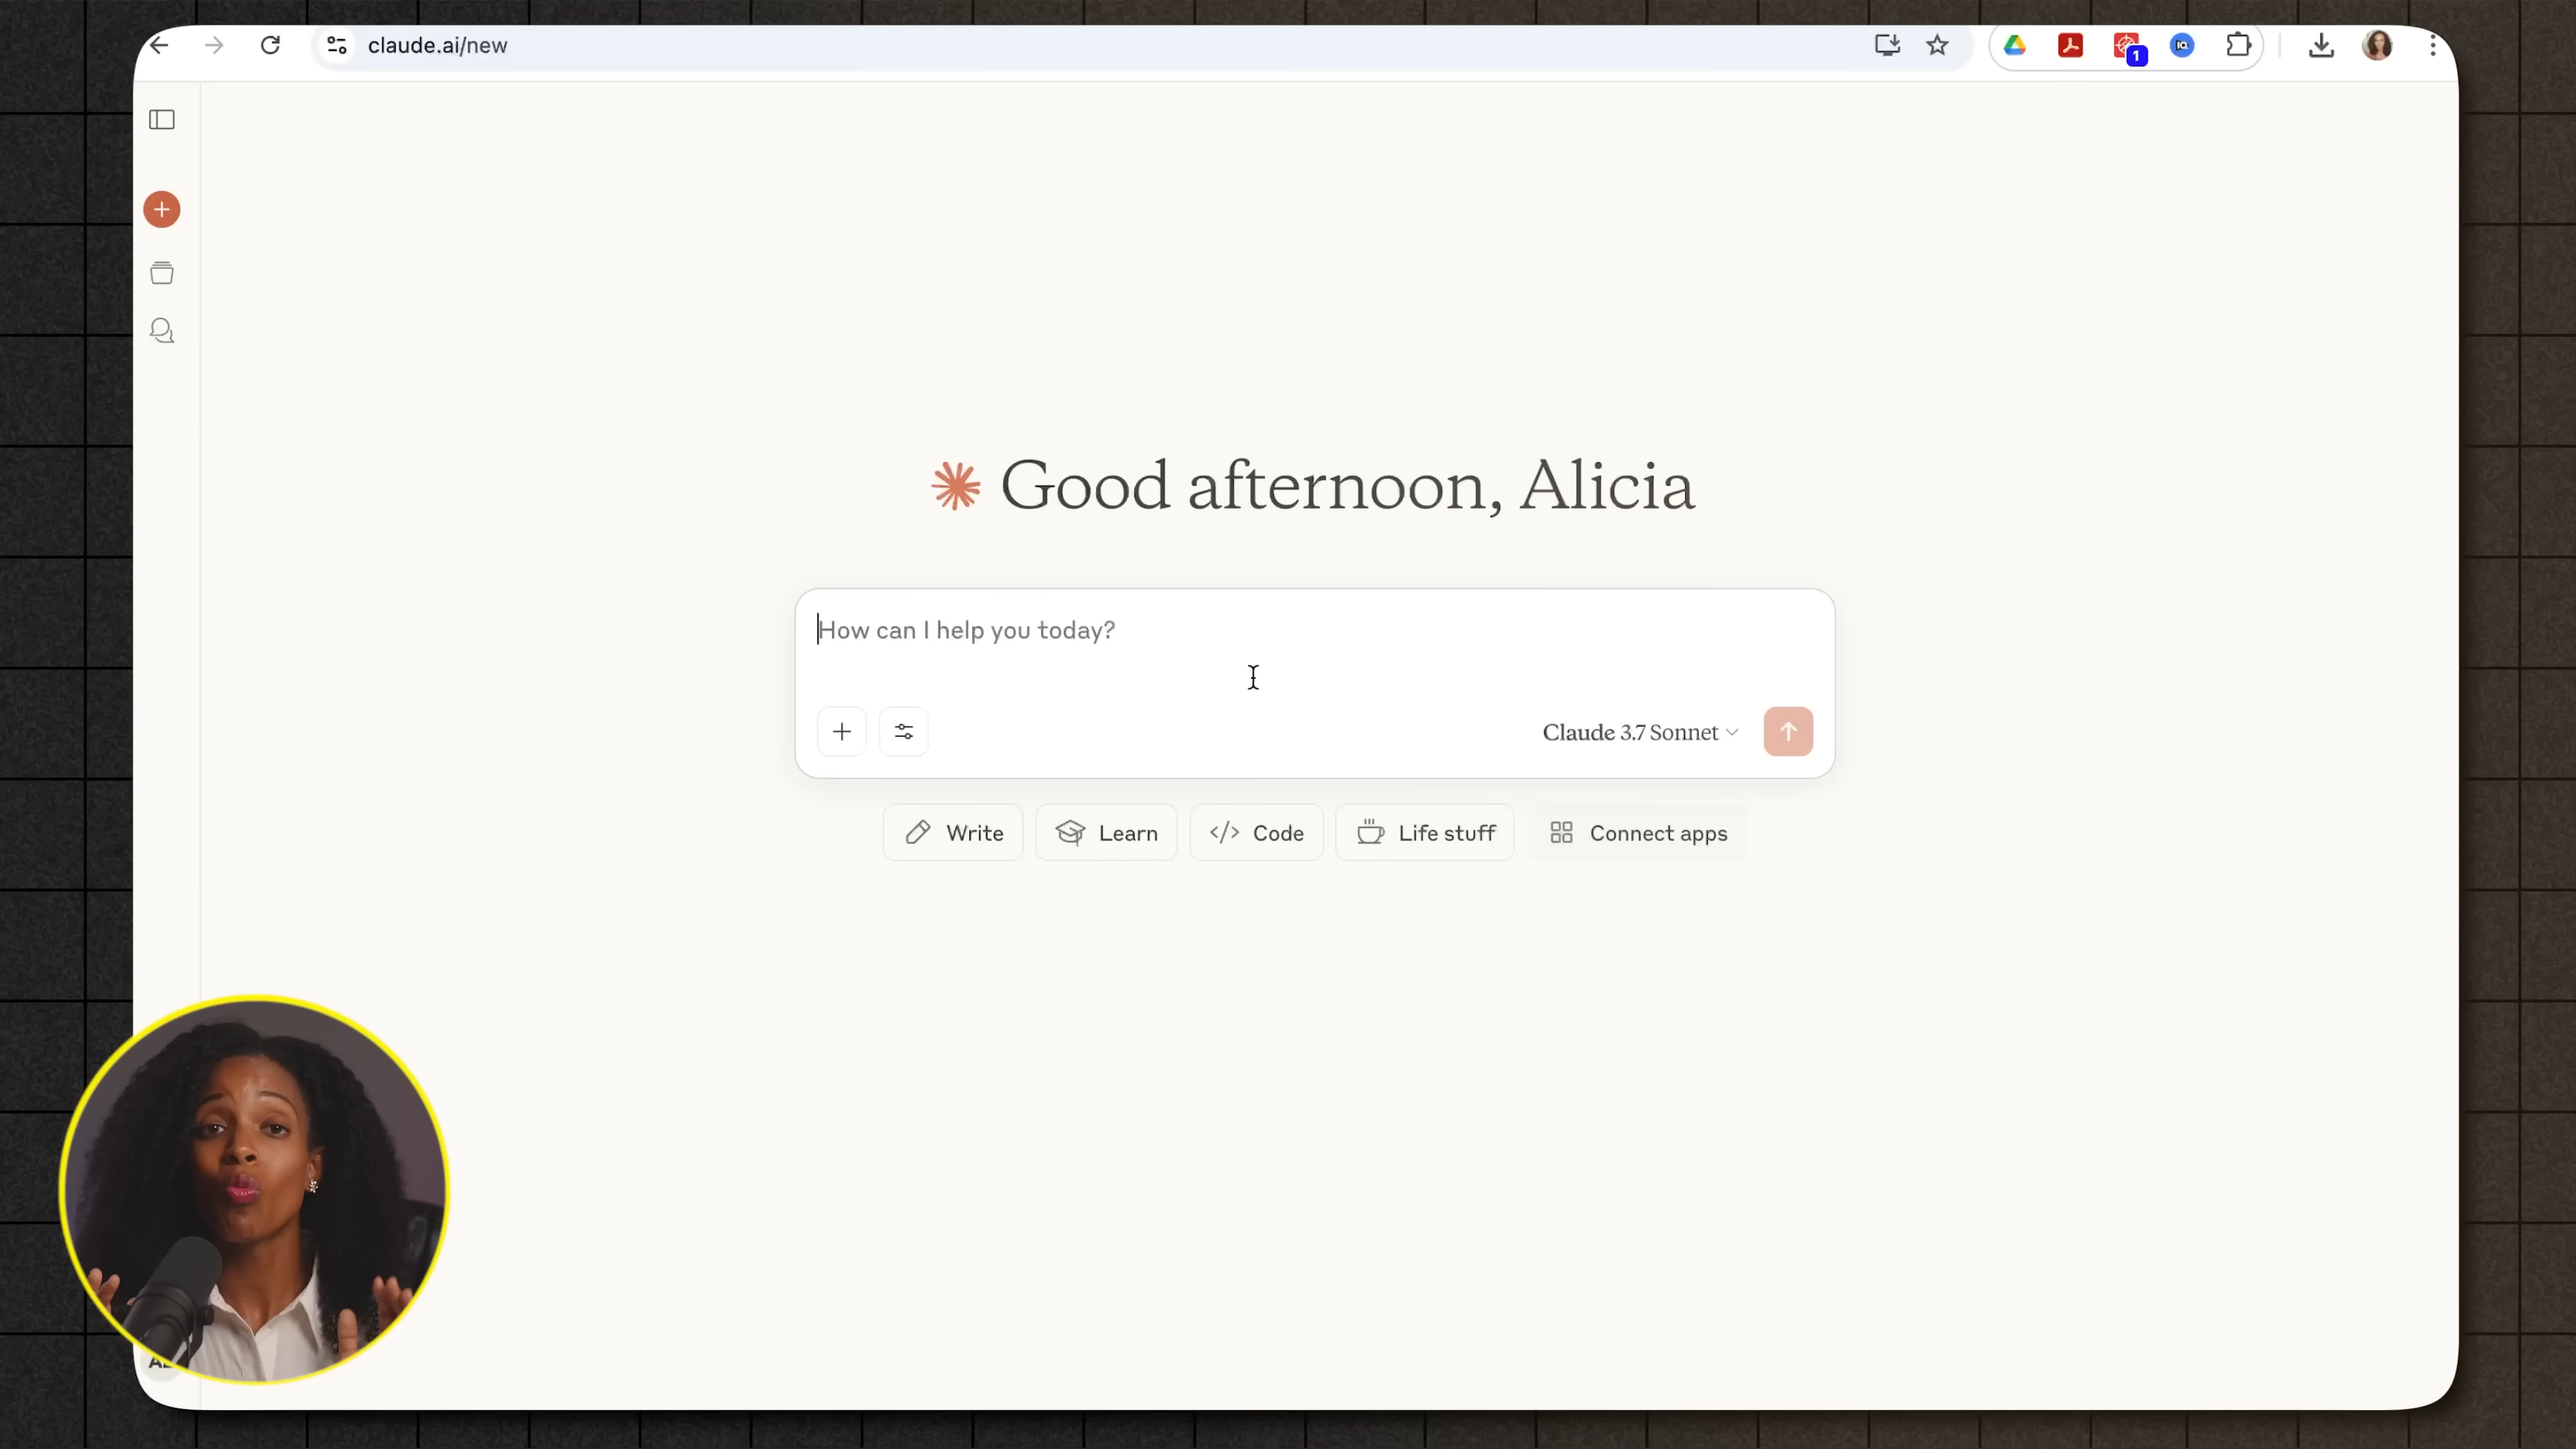 claude.ai/new
1
Good afternoon, Alicia
How can I help you today?
Claude 3.7 Sonnet
Write
Learn
Code
Life stuff
Connect apps